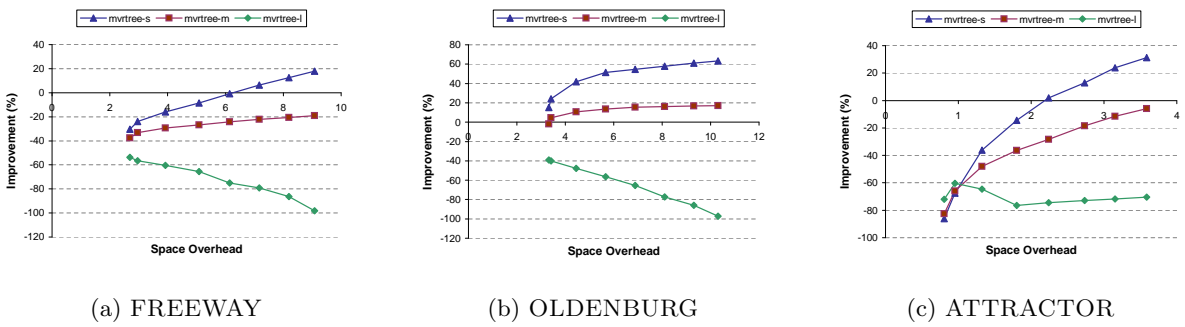 mvrtree-s mvrtree-m mvrtree-l
40
20
0
-20
-40
-60
-80
-100
-120
0 2 4 6 8 10
Improvement (%)
Space Overhead
(a) FREEWAY
mvrtree-s mvrtree-m mvrtree-l
80
60
40
20
0
-20
-40
-60
-80
-100
-120
0 2 4 6 8 10 12
Improvement (%)
Space Overhead
(b) OLDENBURG
mvrtree-s mvrtree-m mvrtree-l
40
20
0
-20
-40
-60
-80
-100
0 1 2 3 4
Improvement (%)
Space Overhead
(c) ATTRACTOR